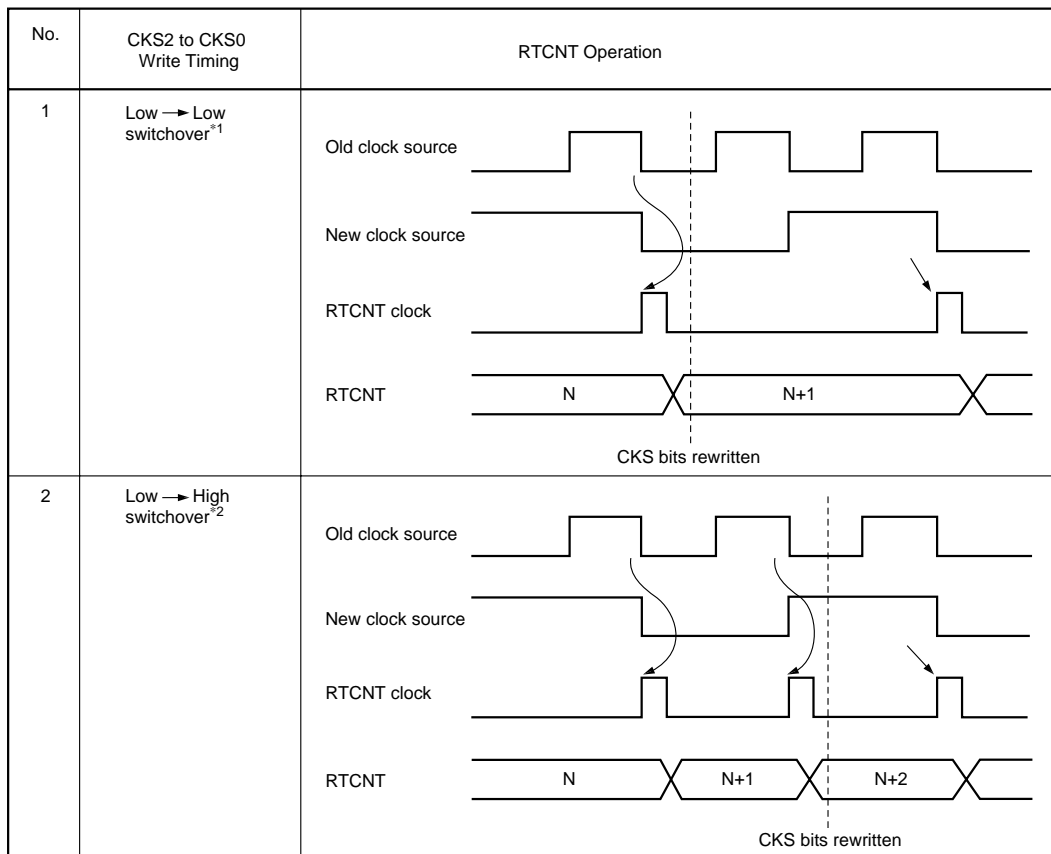 No.
CKS2 to CKS0
Write Timing
RTCNT Operation
1
Low → Low
switchover*1
Old clock source
New clock source
RTCNT clock
RTCNT
N
N+1
CKS bits rewritten
2
Low → High
switchover*2
Old clock source
New clock source
RTCNT clock
RTCNT
N
N+1
N+2
CKS bits rewritten